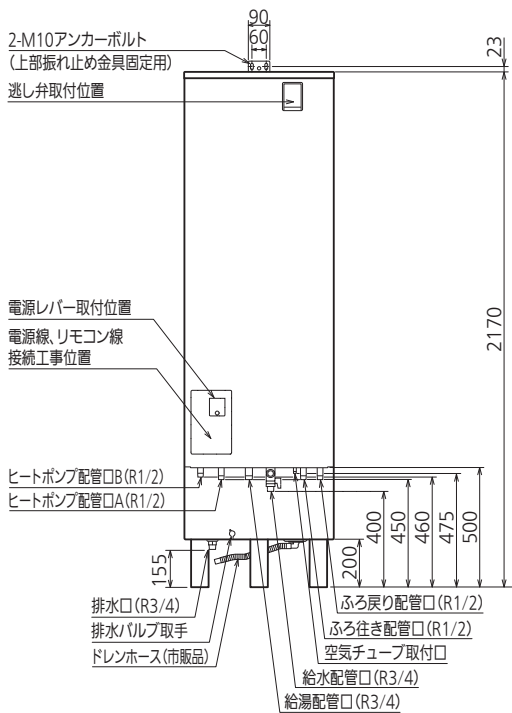 90
60
23
2-M10アンカーボルト
(上部振れ止め金具固定用)
逃し弁取付位置
2170
電源レバー取付位置
電源線、リモコン線
接続工事位置
ヒートポンプ配管口B(R1/2)
ヒートポンプ配管口A(R1/2)
155
200
400
450
460
475
500
排水口(R3/4)
排水バルブ取手
ドレンホース(市販品)
ふろ戻り配管口(R1/2)
ふろ往き配管口(R1/2)
空気チューブ取付口
給水配管口(R3/4)
給湯配管口(R3/4)